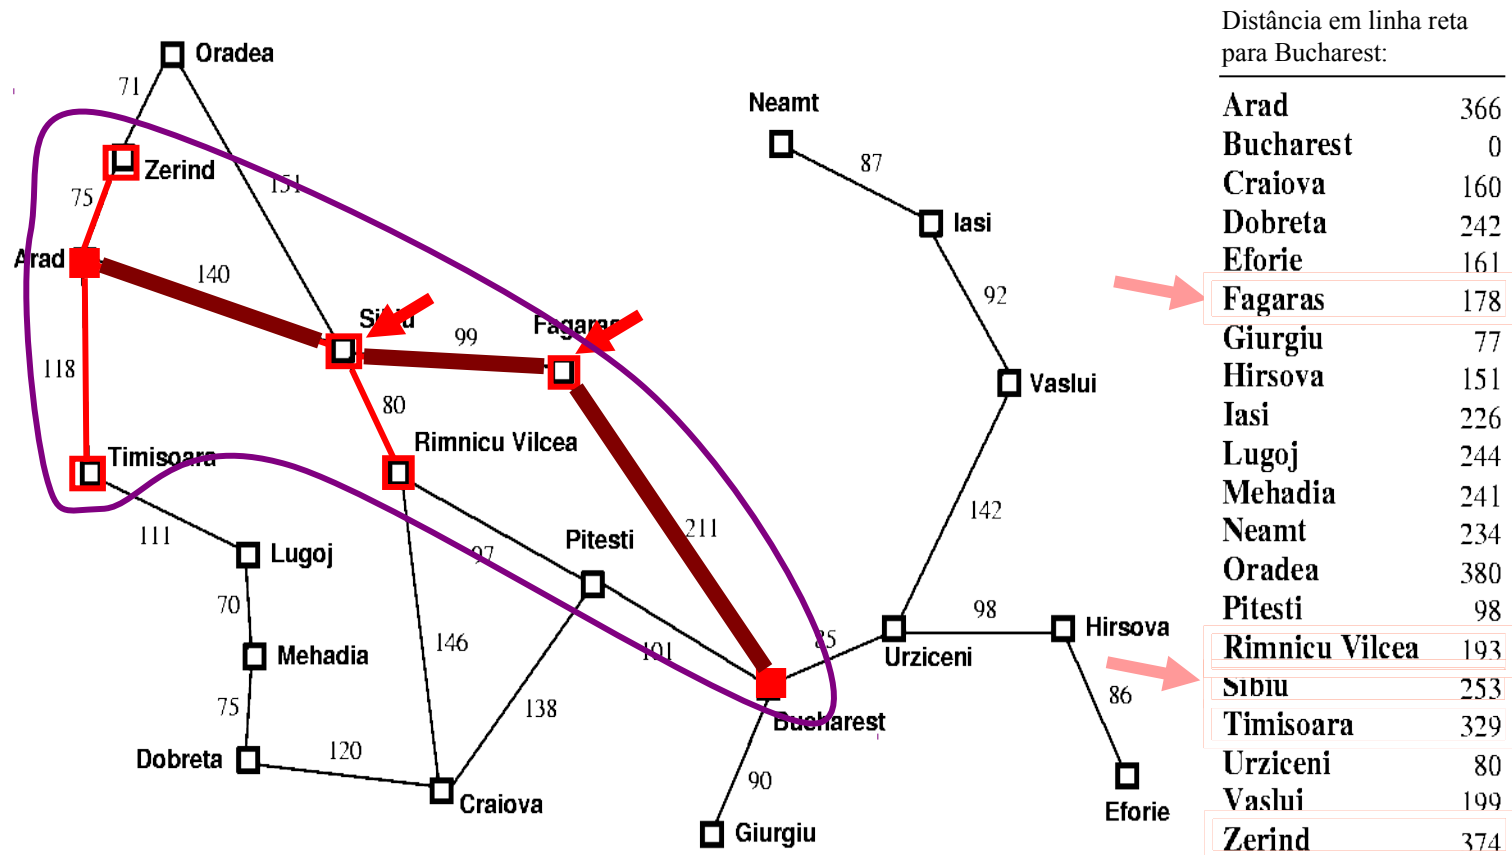 Distância em linha reta
para Bucharest:
Arad 366
Bucharest 0
Craiova 160
Dobreta 242
Eforie 161
Fagaras 178
Giurgiu 77
Hirsova 151
Iasi 226
Lugoj 244
Mehadia 241
Neamt 234
Oradea 380
Pitesti 98
Rimnicu Vilcea 193
Sibiu 253
Timisoara 329
Urziceni 80
Vaslui 199
Zerind 374
Oradea
71
Neamt
87
Zerind
151
75
Iasi
Arad
140
92
Sibiu
Fagaras
99
118
Vaslui
80
Rimnicu Vilcea
Timisoara
142
211
111
97
Pitesti
Lugoj
70
98
Hirsova
146
101
85
Urziceni
Mehadia
86
75
138
Bucharest
120
Dobreta
90
Craiova
Eforie
Giurgiu